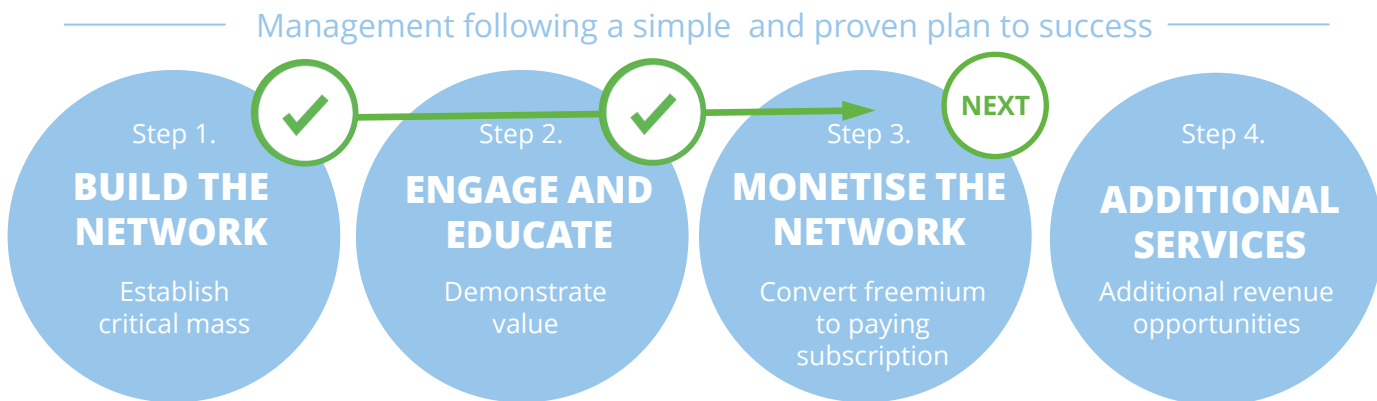 Management following a simple and proven plan to success
Step 1.
BUILD THE
NETWORK
Establish
critical mass
Step 2.
ENGAGE AND
EDUCATE
Demonstrate
value
Step 3.
MONETISE THE
NETWORK
Convert freemium
to paying
subscription
NEXT
Step 4.
ADDITIONAL
SERVICES
Additional revenue
opportunities